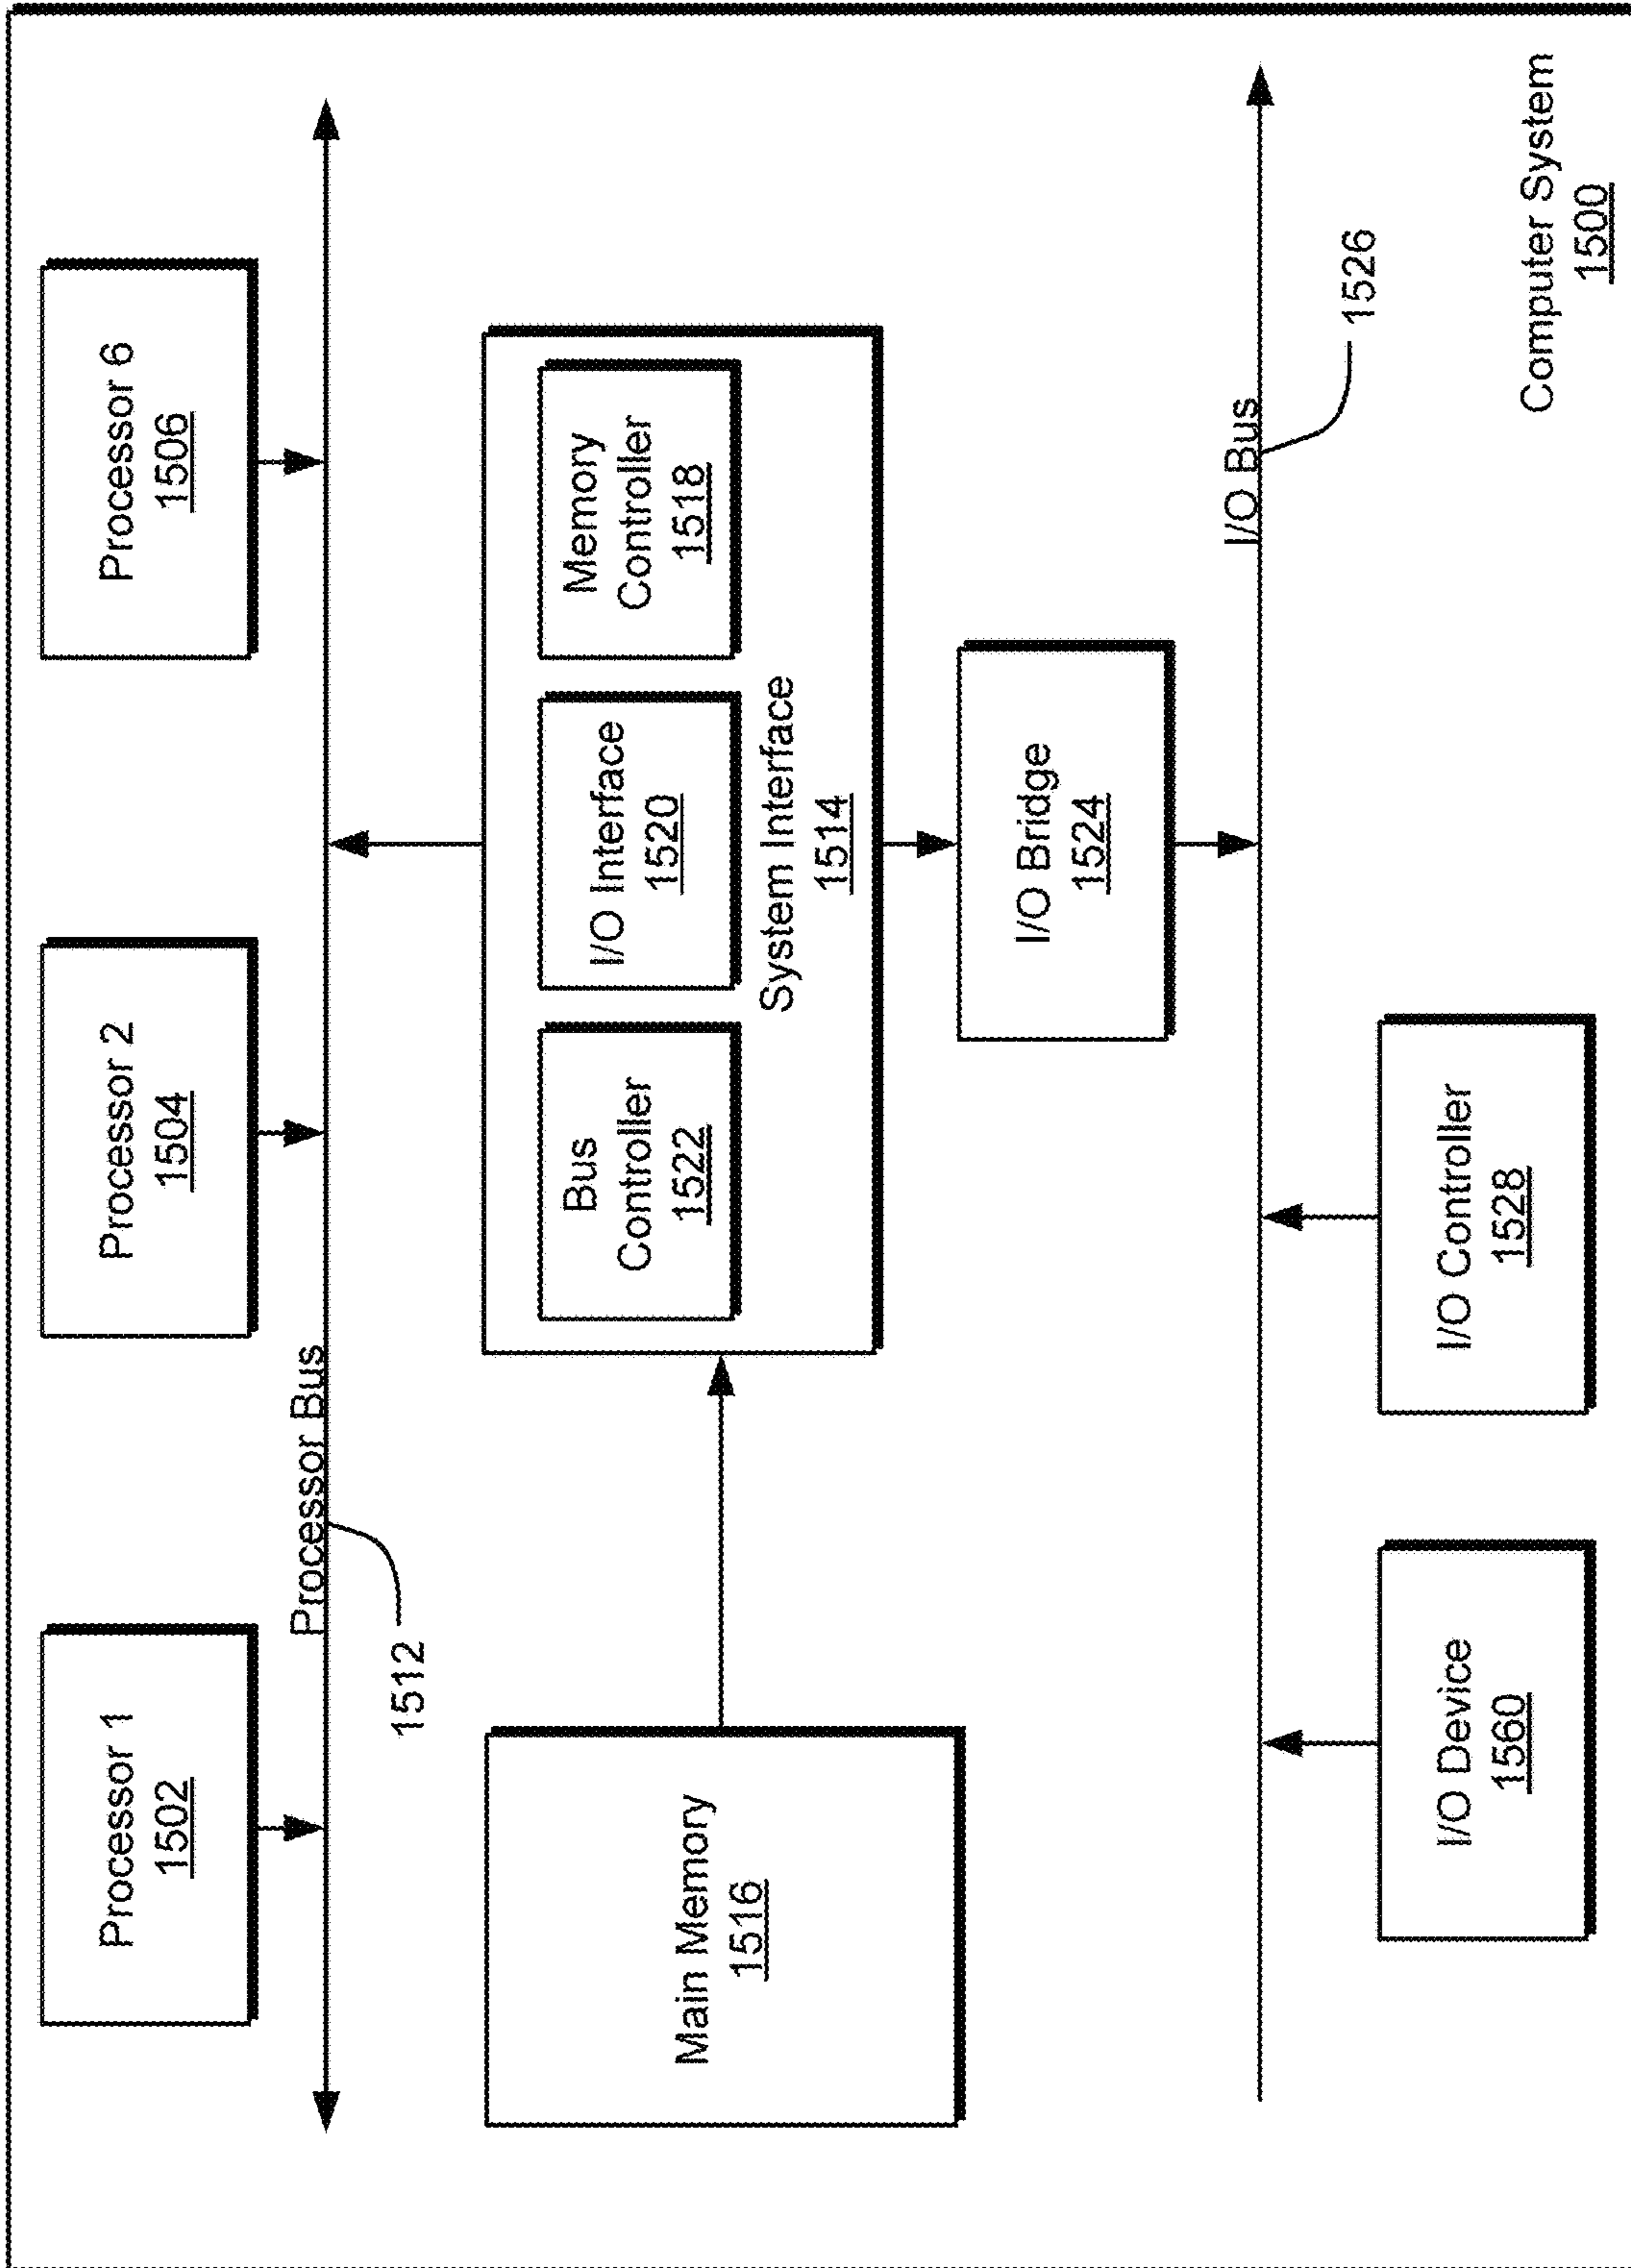 Processor 1
1502
Processor 2
1504
Processor 6
1506
Processor Bus
1512
Main Memory
1516
Bus
Controller
1522
I/O Interface
1520
Memory
Controller
1518
System Interface
1514
I/O Bridge
1524
I/O Bus
1526
I/O Device
1560
I/O Controller
1528
Computer System
1500